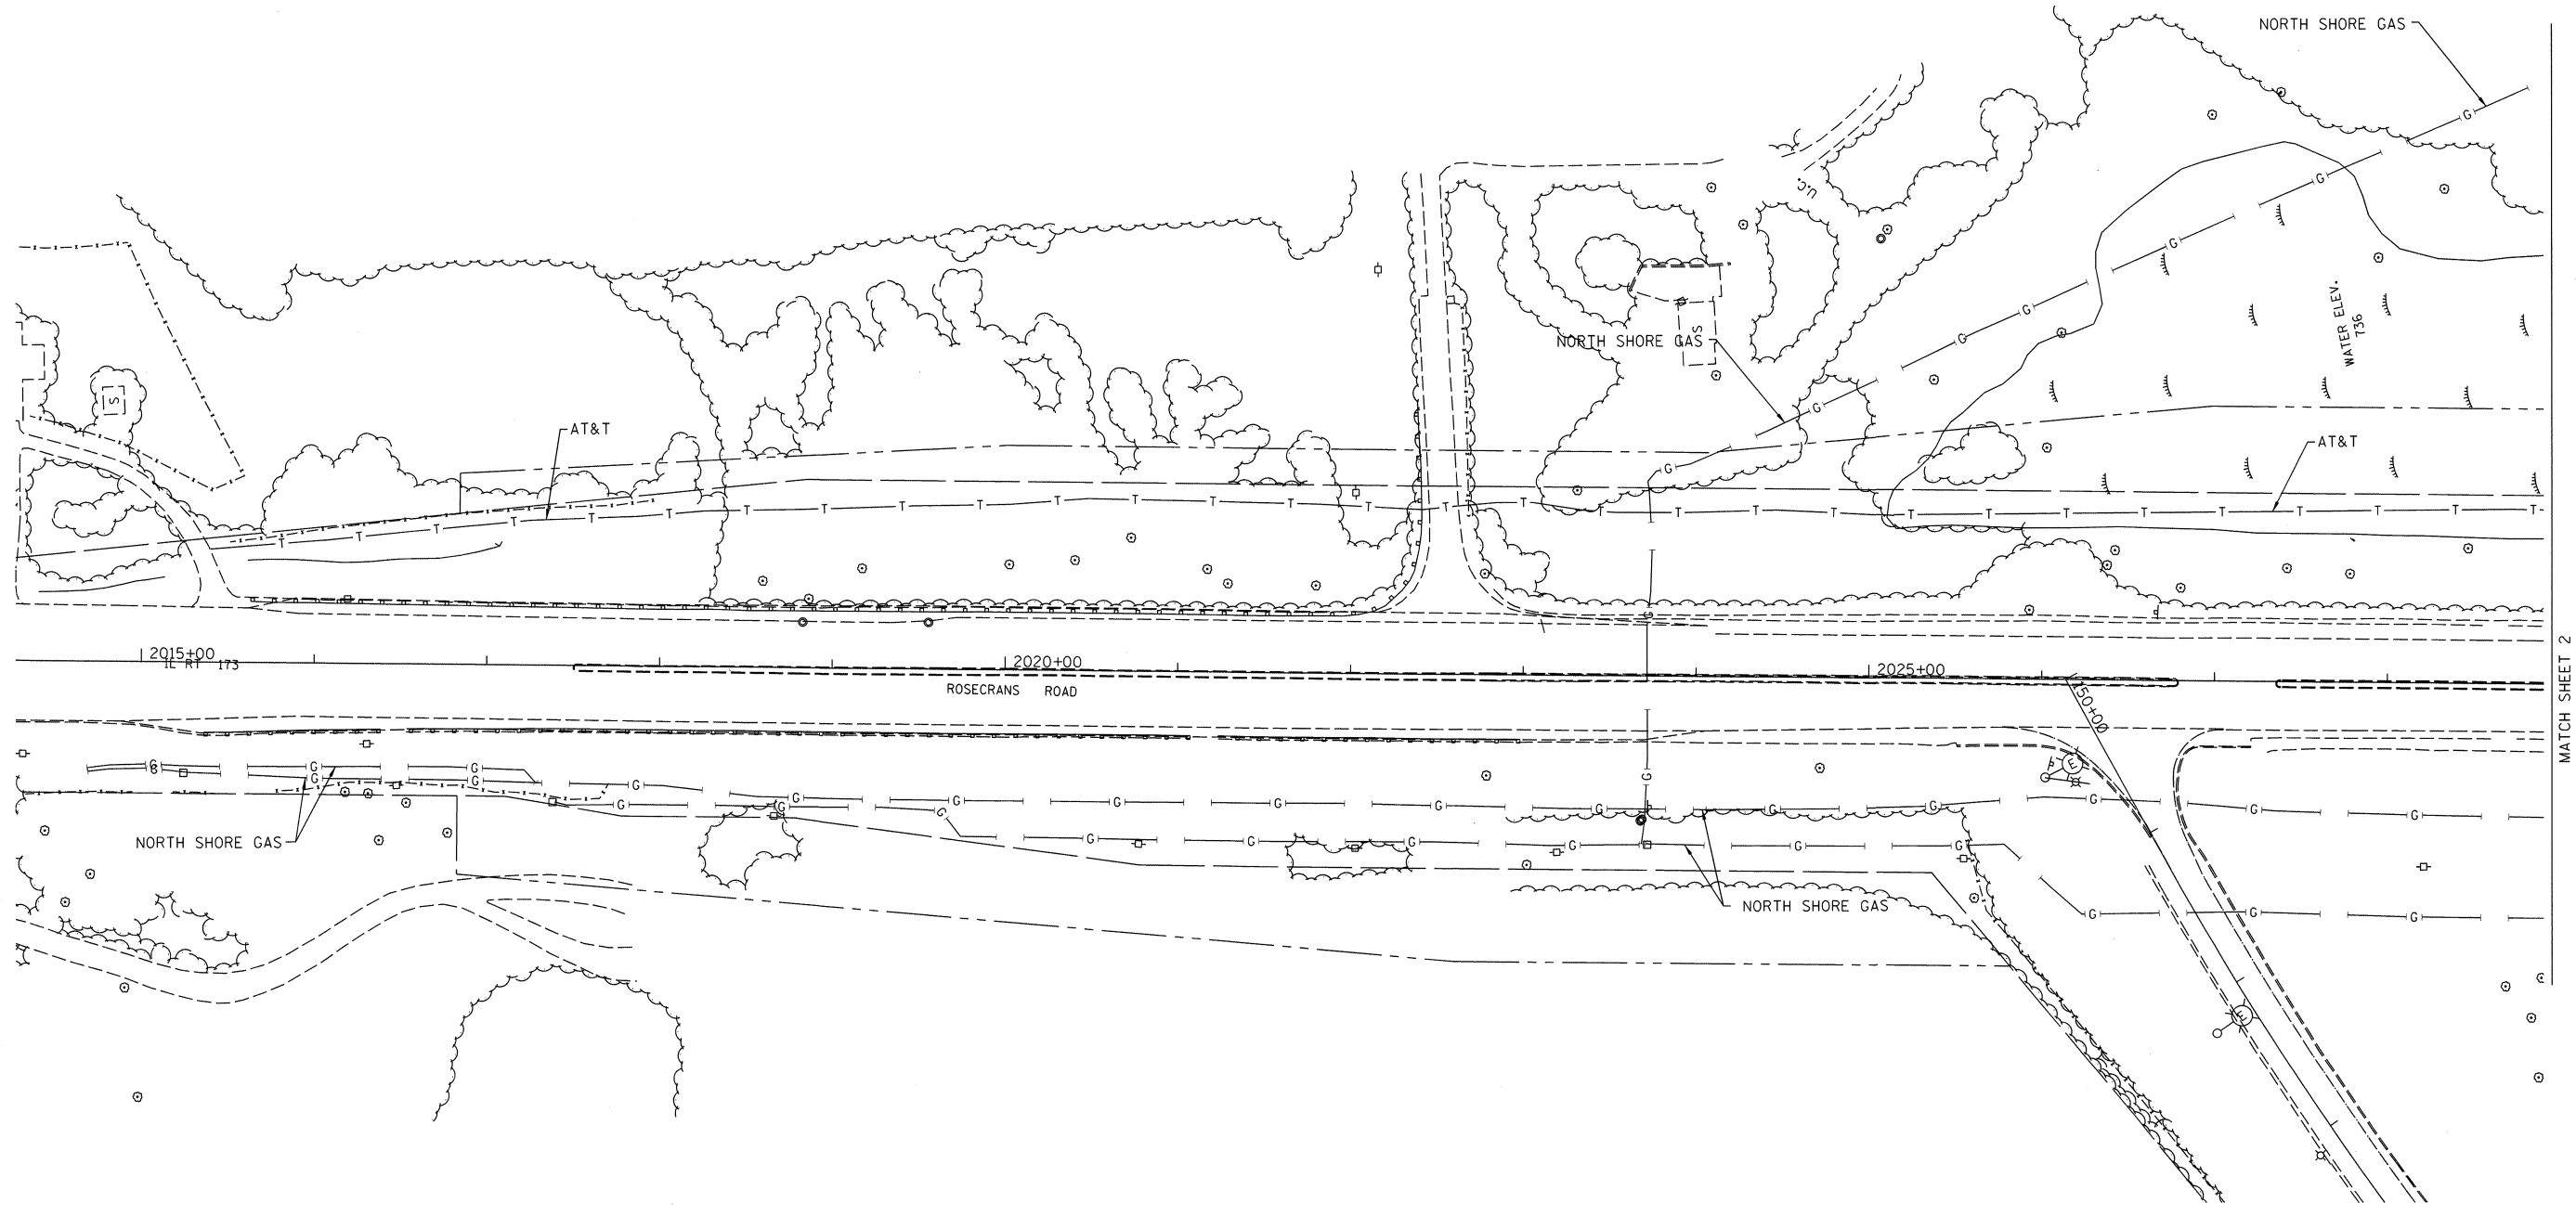 NORTH SHORE GAS
U.C.
WATER ELEV.
736
NORTH SHORE GAS
S
AT&T
AT&T
2015+00
IL RT 173
2020+00
2025+00
ROSECRANS ROAD
150+00
MATCH SHEET 2
E
NORTH SHORE GAS
NORTH SHORE GAS
E